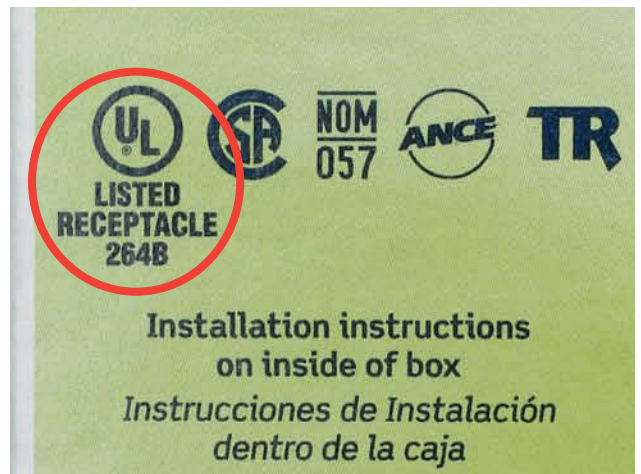 UL
®
LISTED
RECEPTACLE
264B
CSA
NOM
057
ANCE
TR
Installation instructions
on inside of box
Instrucciones de Instalación
dentro de la caja